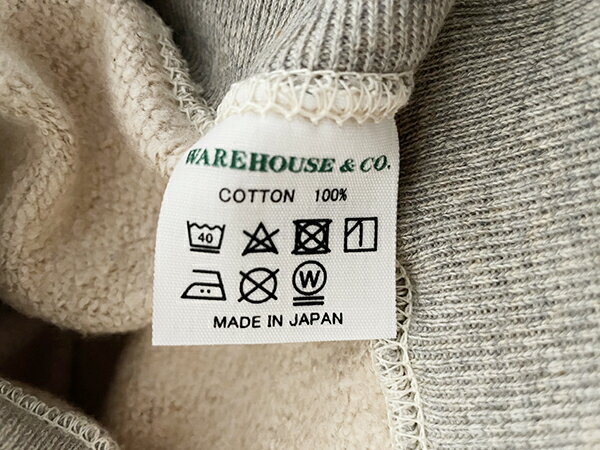 WAREHOUSE & CO.
COTTON 100%
40
W
MADE IN JAPAN